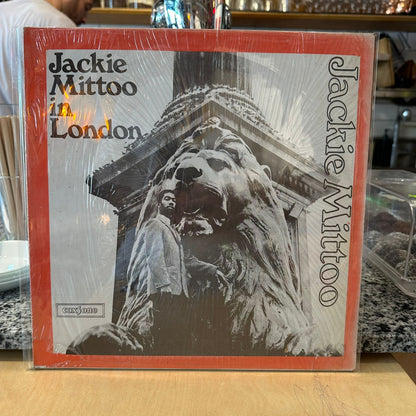 Jackie
Mittoo
in
London
Jackie Mittoo
coxsone